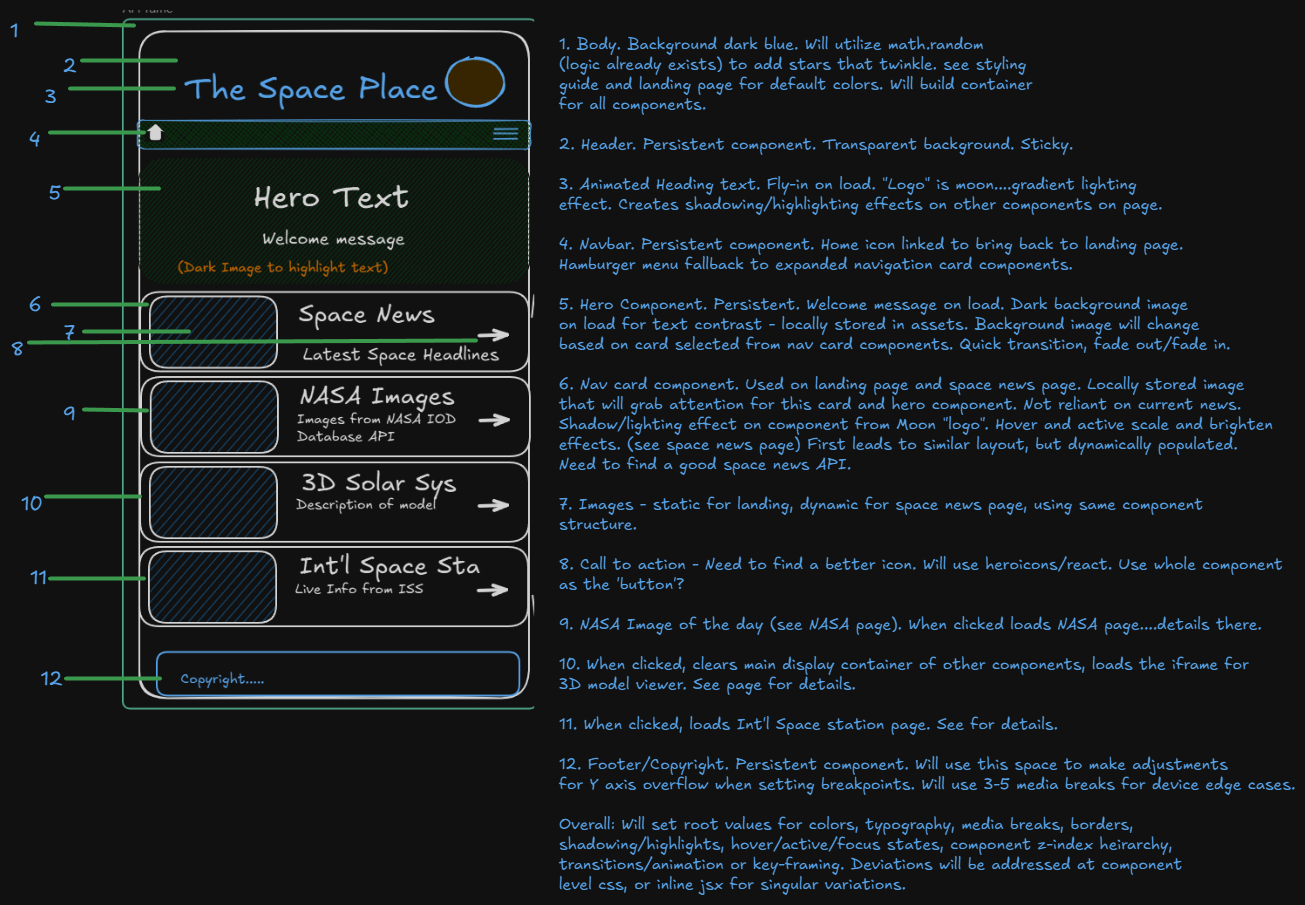 1
2
3
4
5
6
7
8
9
10
11
12
The Space Place
Hero Text
Welcome message
(Dark Image to highlight text)
Space News
Latest Space Headlines
NASA Images
Images from NASA IOD
Database API
3D Solar Sys
Description of model
Int'l Space Sta
Live Info from ISS
Copyright.....
1. Body. Background dark blue. Will utilize math.random
(logic already exists) to add stars that twinkle. see styling
guide and landing page for default colors. Will build container
for all components.
2. Header. Persistent component. Transparent background. Sticky.
3. Animated Heading text. Fly-in on load. "Logo" is moon....gradient lighting
effect. Creates shadowing/highlighting effects on other components on page.
4. Navbar. Persistent component. Home icon linked to bring back to landing page.
Hamburger menu fallback to expanded navigation card components.
5. Hero Component. Persistent. Welcome message on load. Dark background image
on load for text contrast - locally stored in assets. Background image will change
based on card selected from nav card components. Quick transition, fade out/fade in.
6. Nav card component. Used on landing page and space news page. Locally stored image
that will grab attention for this card and hero component. Not reliant on current news.
Shadow/lighting effect on component from Moon "logo". Hover and active scale and brighten
effects. (see space news page) First leads to similar layout, but dynamically populated.
Need to find a good space news API.
7. Images - static for landing, dynamic for space news page, using same component
structure.
8. Call to action - Need to find a better icon. Will use heroicons/react. Use whole component
as the 'button'?
9. NASA Image of the day (see NASA page). When clicked loads NASA page....details there.
10. When clicked, clears main display container of other components, loads the iframe for
3D model viewer. See page for details.
11. When clicked, loads Int'l Space station page. See for details.
12. Footer/Copyright. Persistent component. Will use this space to make adjustments
for Y axis overflow when setting breakpoints. Will use 3-5 media breaks for device edge cases.
Overall: Will set root values for colors, typography, media breaks, borders,
shadowing/highlights, hover/active/focus states, component z-index heirarchy,
transitions/animation or key-framing. Deviations will be addressed at component
level css, or inline jsx for singular variations.